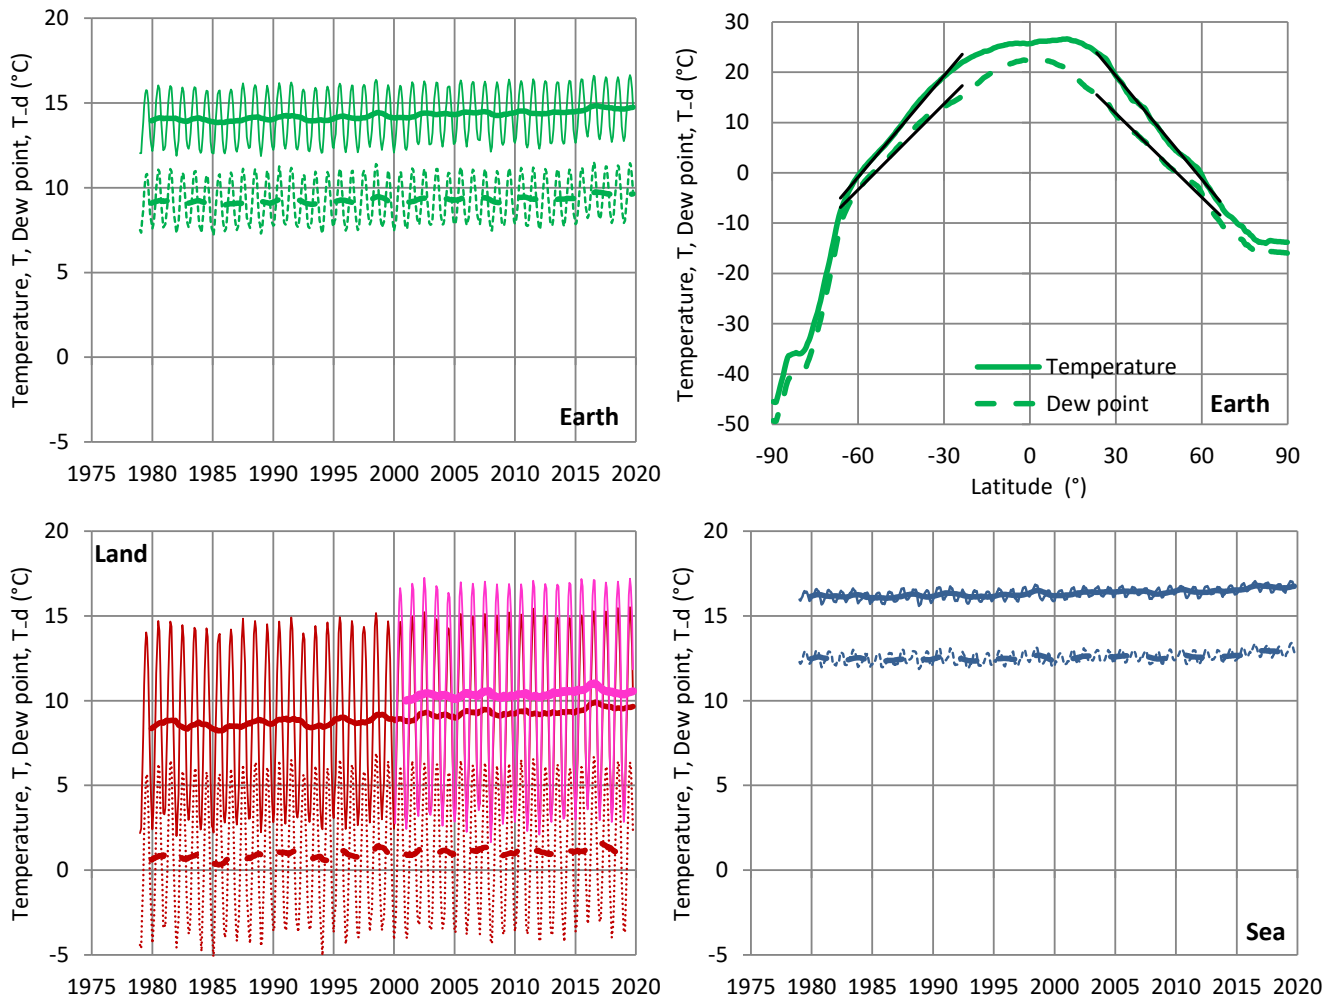 20
15
10
5
0
-5
1975 1980 1985 1990 1995 2000 2005 2010 2015 2020
Temperature, T, Dew point, T_d (°C)
Earth
30
20
10
0
-10
-20
-30
-40
-50
-90 -60 -30 0 30 60 90
Latitude (°)
Temperature, T, Dew point, T_d (°C)
Temperature
Dew point
Earth
20
15
10
5
0
-5
1975 1980 1985 1990 1995 2000 2005 2010 2015 2020
Temperature, T, Dew point, T_d (°C)
Land
20
15
10
5
0
-5
1975 1980 1985 1990 1995 2000 2005 2010 2015 2020
Temperature, T, Dew point, T_d (°C)
Sea